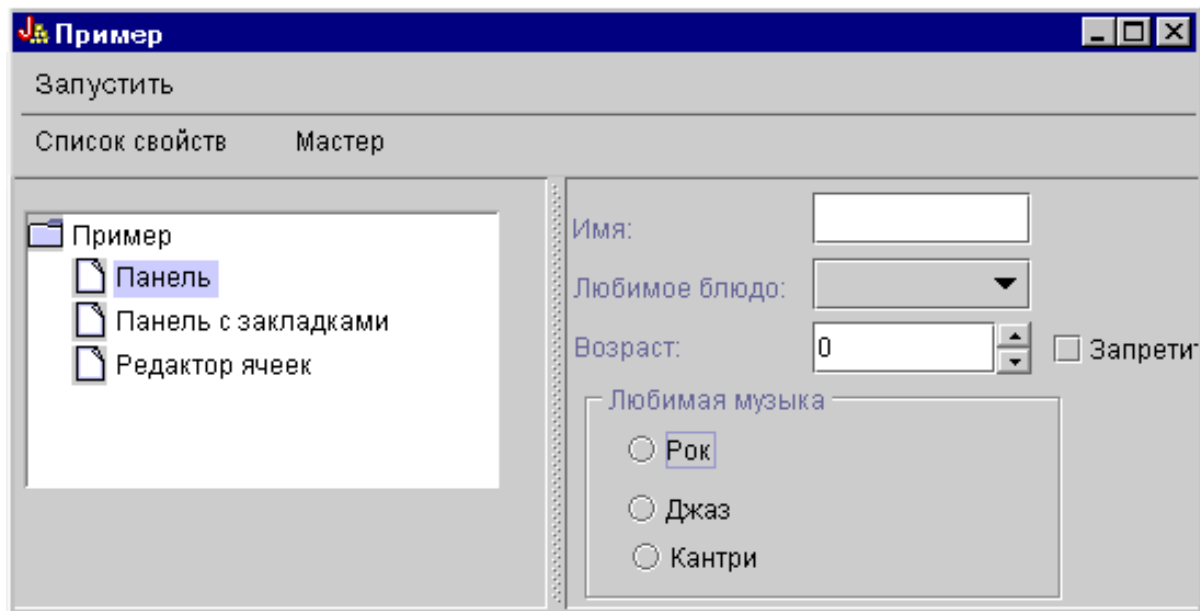 Пример
Запустить
Список свойств Мастер
Пример
Панель
Панель с закладками
Редактор ячеек
Имя:
Любимое блюдо:
Возраст: 0
Любимая музыка
Рок
Джаз
Кантри